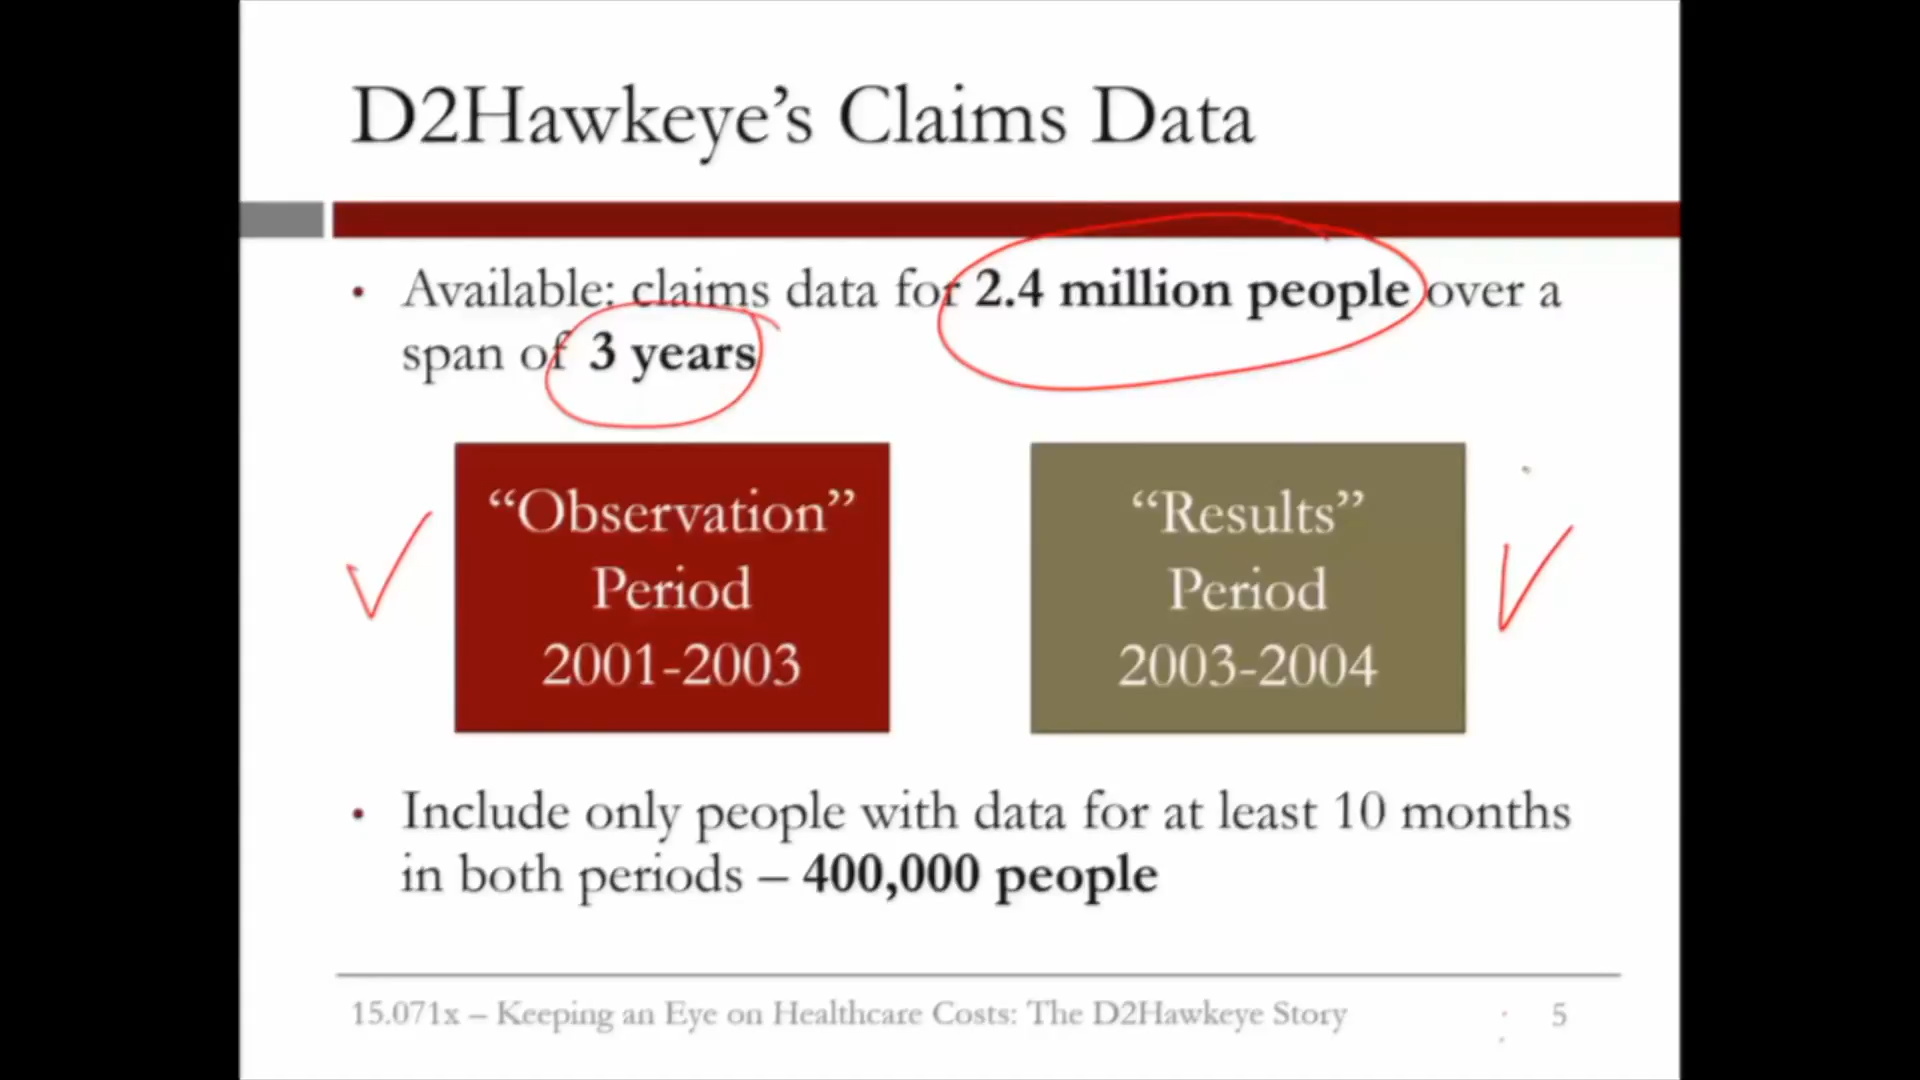 D2Hawkeye’s Claims Data
• Available: claims data for 2.4 million people over a
span of 3 years
“Observation”
Period
2001-2003
“Results”
Period
2003-2004
• Include only people with data for at least 10 months
in both periods – 400,000 people
15.071x – Keeping an Eye on Healthcare Costs: The D2Hawkeye Story 5